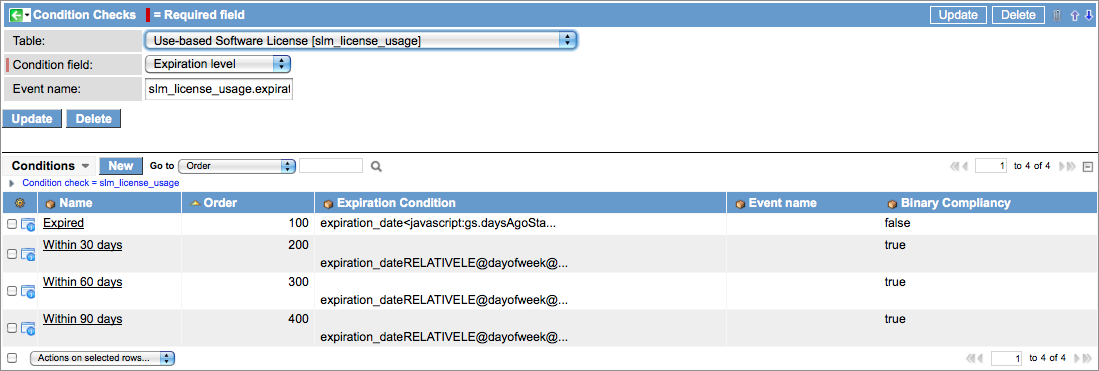 Condition Checks = Required field Update Delete
Table: Use-based Software License [slm_license_usage]
Condition field: Expiration level
Event name: slm_license_usage.expirat
Update Delete
Conditions New Go to Order 1 to 4 of 4
Condition check = slm_license_usage
Name Order Expiration Condition Event name Binary Compliancy
Expired 100 expiration_date<javascript:gs.daysAgoSta... false
Within 30 days 200 true
expiration_dateRELATIVELE@dayofweek@...
Within 60 days 300 true
expiration_dateRELATIVELE@dayofweek@...
Within 90 days 400 true
expiration_dateRELATIVELE@dayofweek@...
Actions on selected rows... 1 to 4 of 4